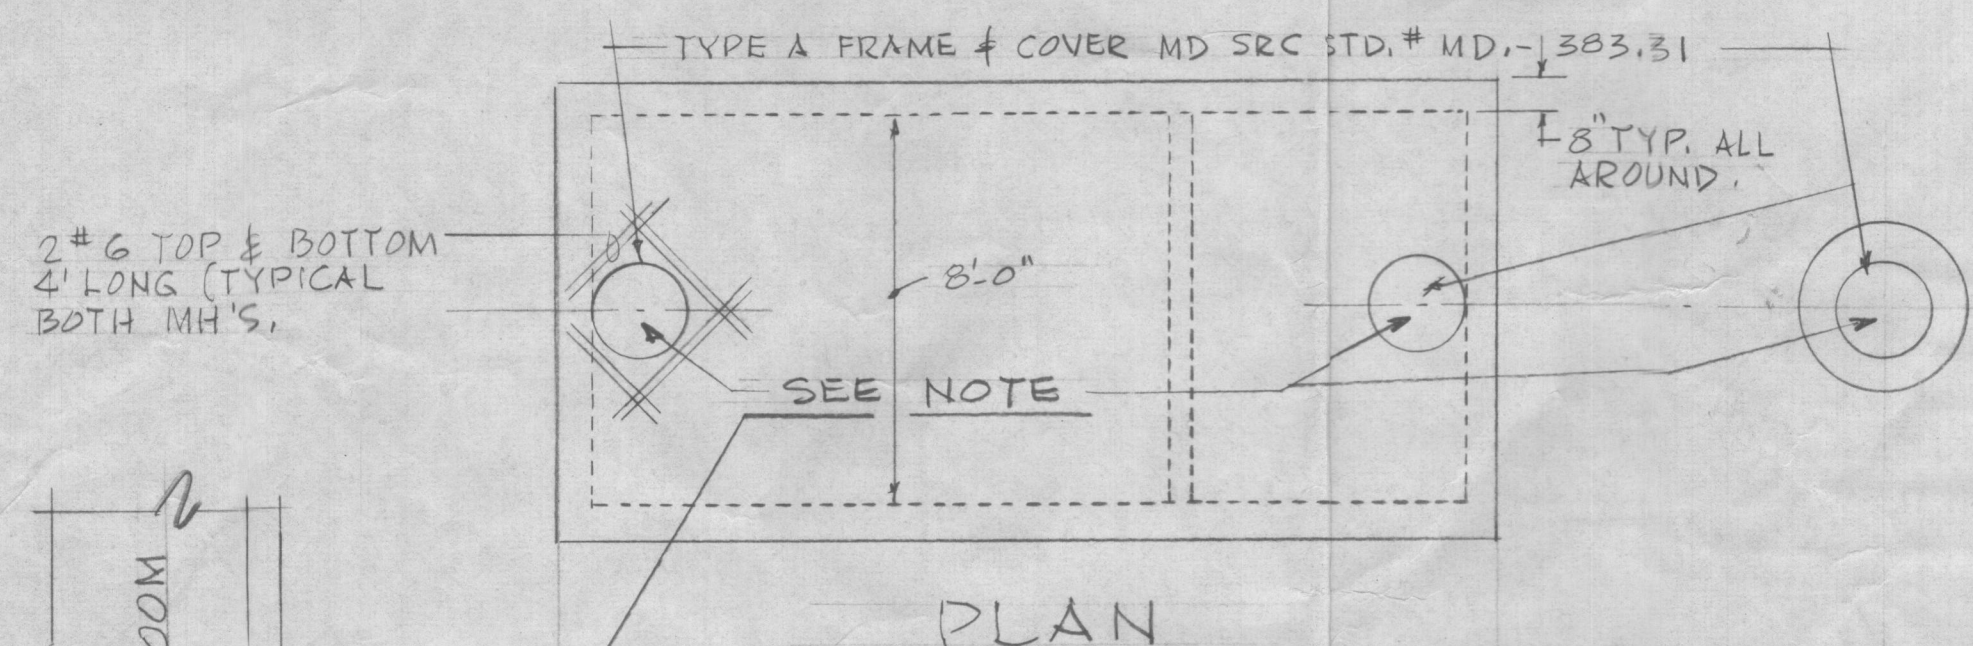 TYPE A FRAME & COVER MD SRC STD. # MD.-383.31
8" TYP. ALL
AROUND.
2 #6 TOP & BOTTOM
4' LONG (TYPICAL
BOTH MH'S.
8'-0"
SEE NOTE
PLAN
OOM